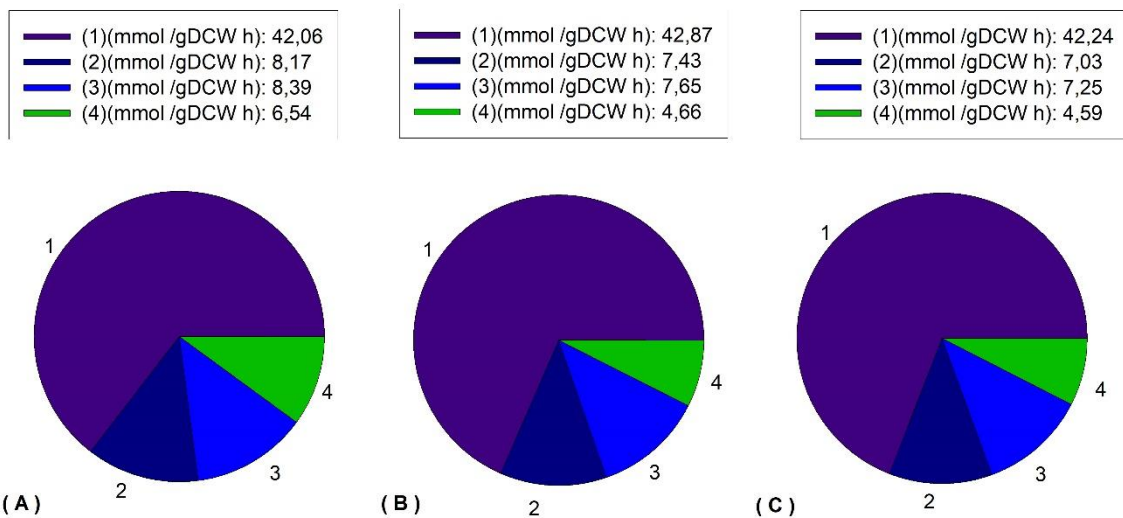 (1)(mmol /gDCW h): 42,06
(2)(mmol /gDCW h): 8,17
(3)(mmol /gDCW h): 8,39
(4)(mmol /gDCW h): 6,54
(1)(mmol /gDCW h): 42,87
(2)(mmol /gDCW h): 7,43
(3)(mmol /gDCW h): 7,65
(4)(mmol /gDCW h): 4,66
(1)(mmol /gDCW h): 42,24
(2)(mmol /gDCW h): 7,03
(3)(mmol /gDCW h): 7,25
(4)(mmol /gDCW h): 4,59
1
2
3
4
( A )
1
2
3
4
( B )
1
2
3
4
( C )